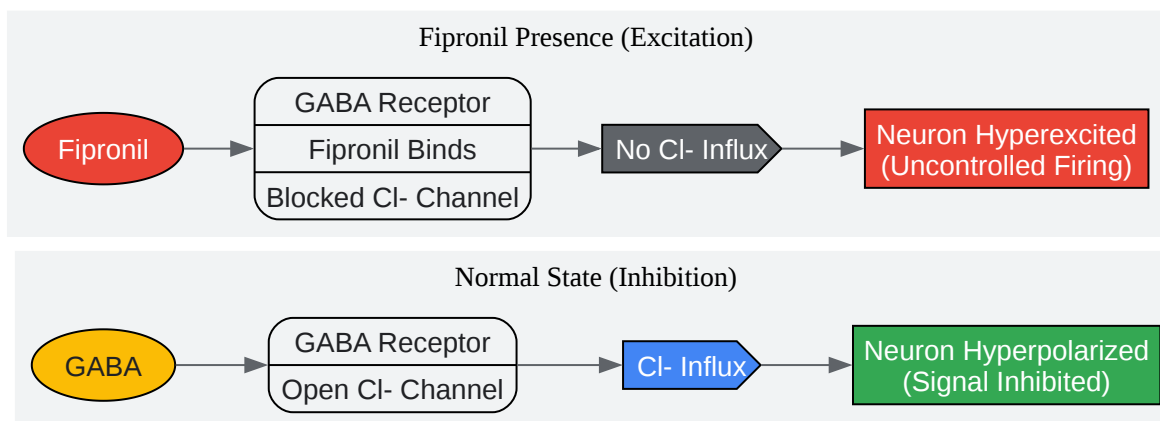 Fipronil Presence (Excitation)
Fipronil
GABA Receptor
Fipronil Binds
Blocked Cl- Channel
No Cl- Influx
Neuron Hyperexcited
(Uncontrolled Firing)
Normal State (Inhibition)
GABA
GABA Receptor
Open Cl- Channel
Cl- Influx
Neuron Hyperpolarized
(Signal Inhibited)